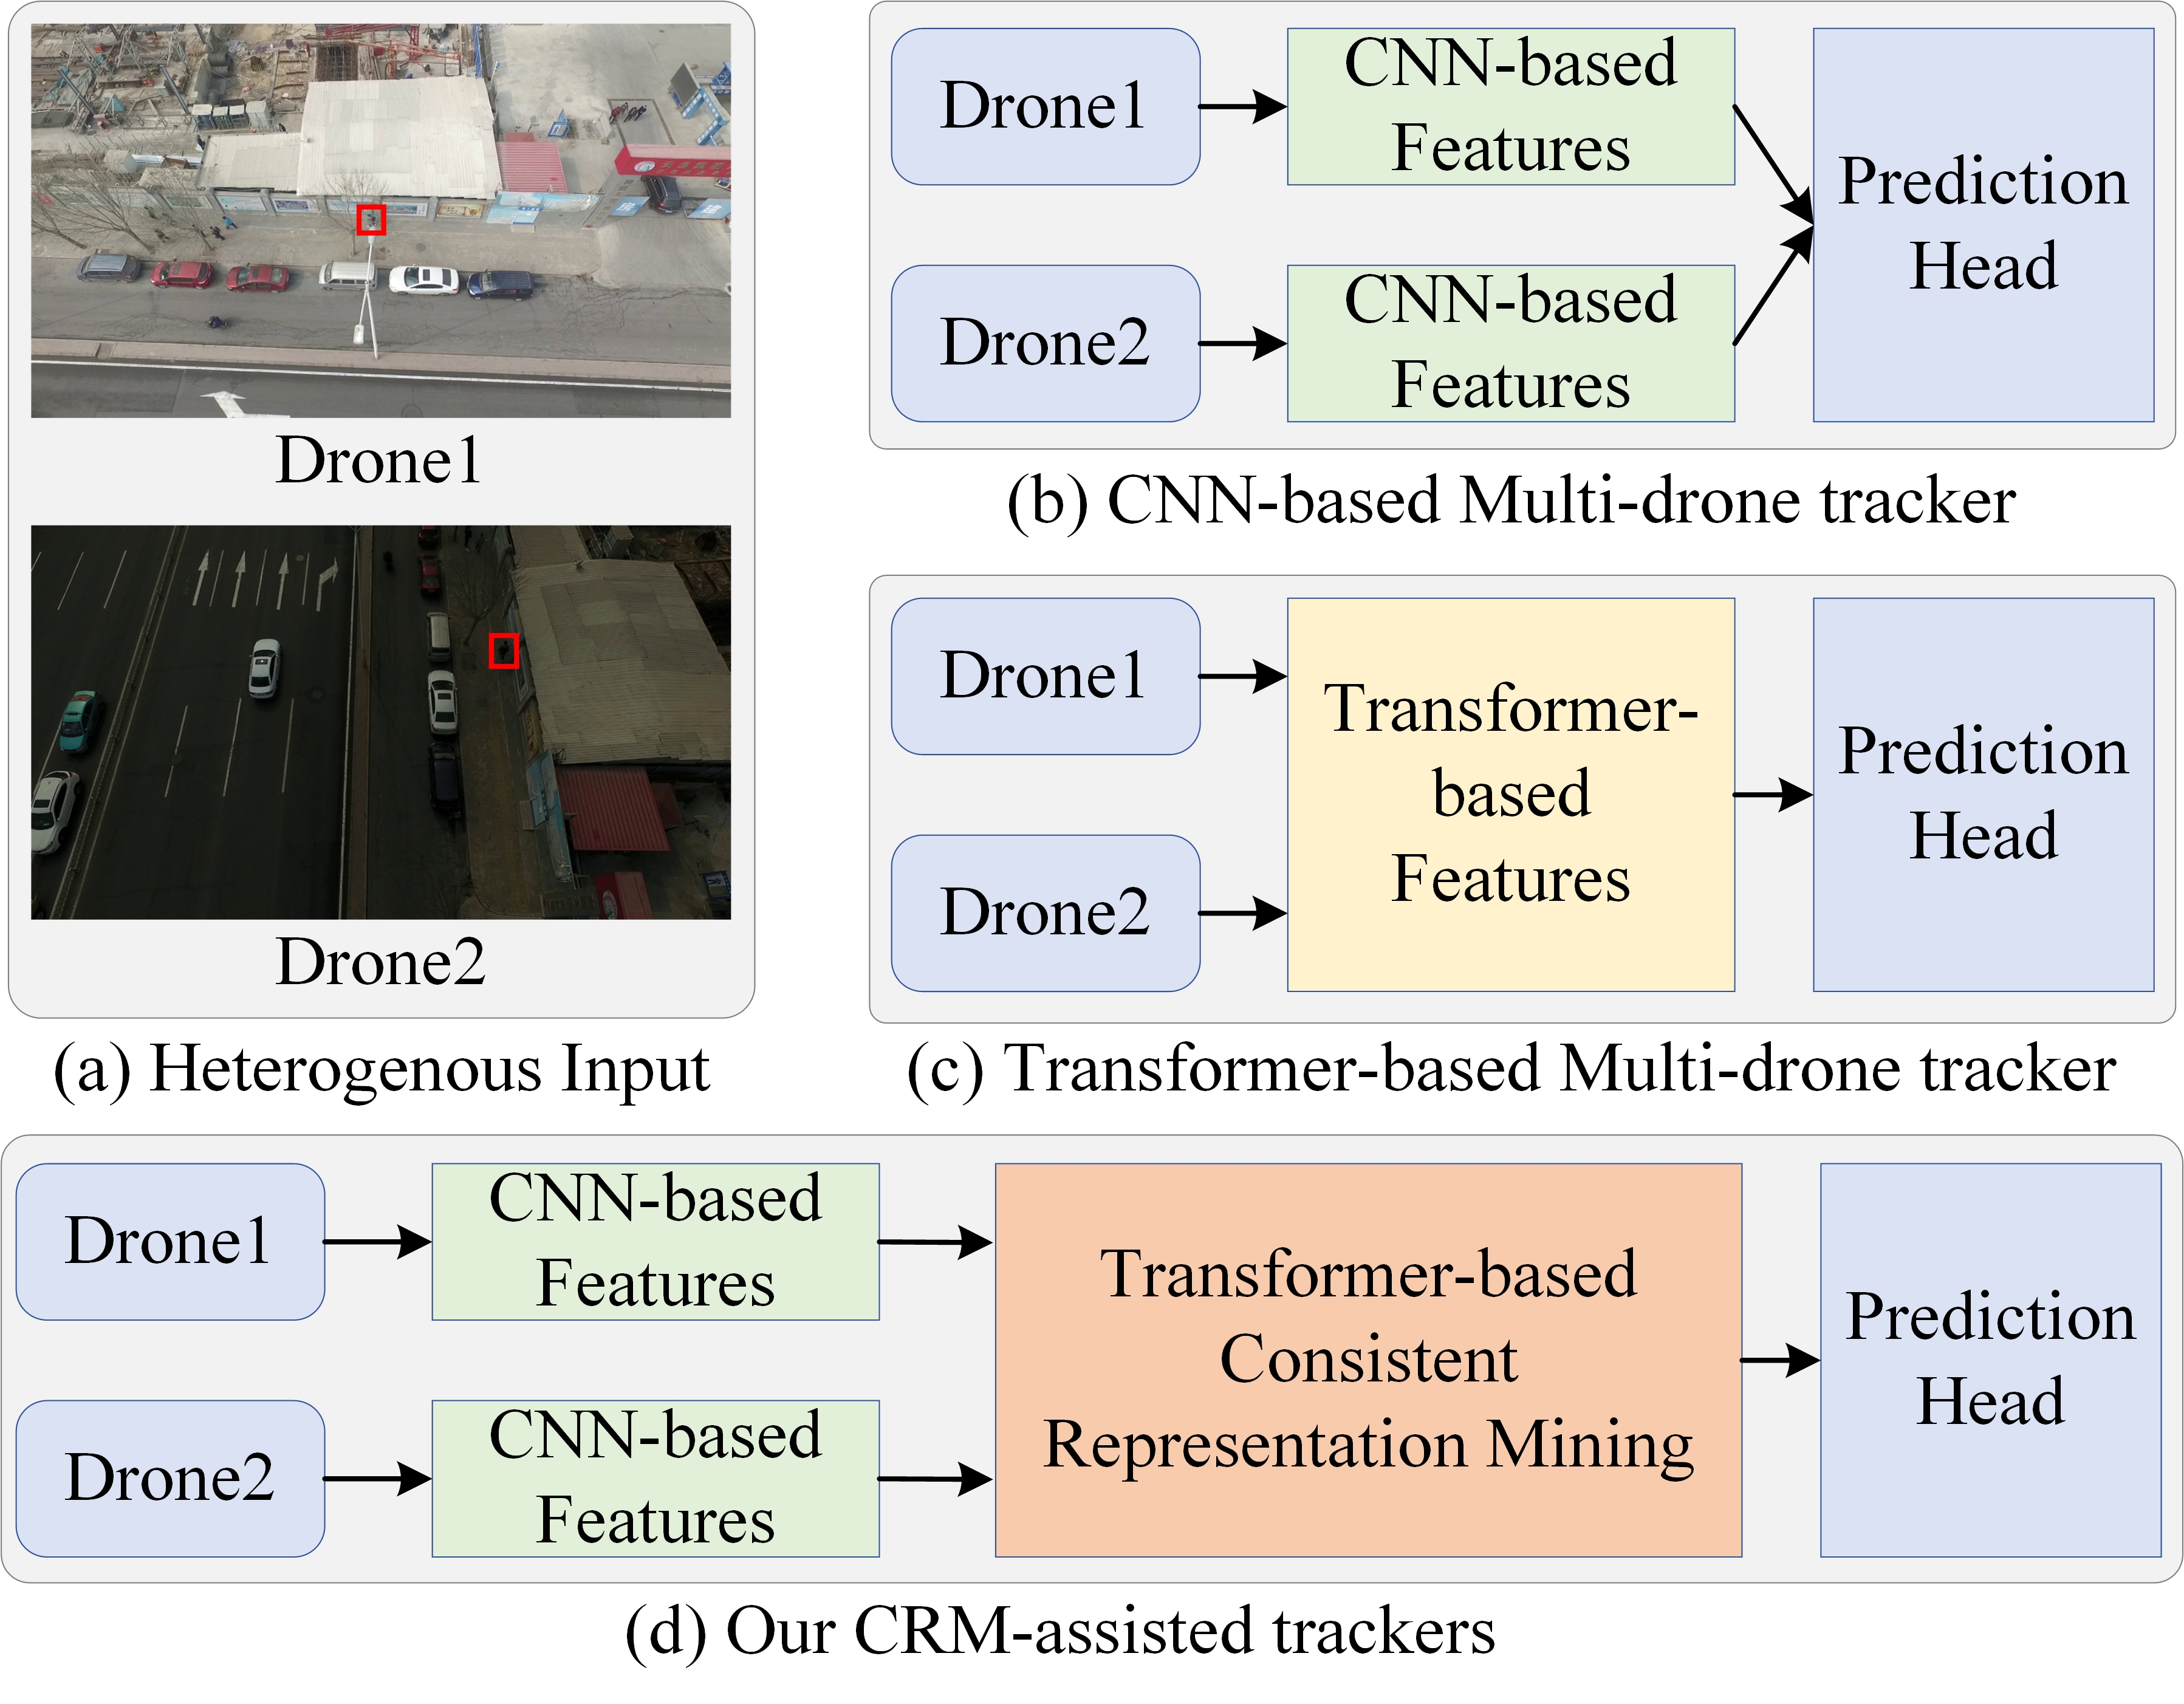 Drone1
Drone2
(a) Heterogenous Input
Drone1
CNN-based
Features
Drone2
CNN-based
Features
Prediction
Head
(b) CNN-based Multi-drone tracker
Drone1
Drone2
Transformer-
based
Features
Prediction
Head
(c) Transformer-based Multi-drone tracker
Drone1
CNN-based
Features
Drone2
CNN-based
Features
Transformer-based
Consistent
Representation Mining
Prediction
Head
(d) Our CRM-assisted trackers